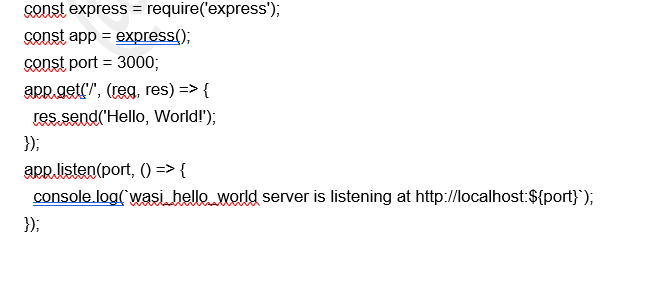 const express = require('express');
const app = express();
const port = 3000;
app.get('/', (req, res) => {
res.send('Hello, World!');
});
app.listen(port, () => {
console.log(`wasi_hello_world server is listening at http://localhost:${port}`);
});